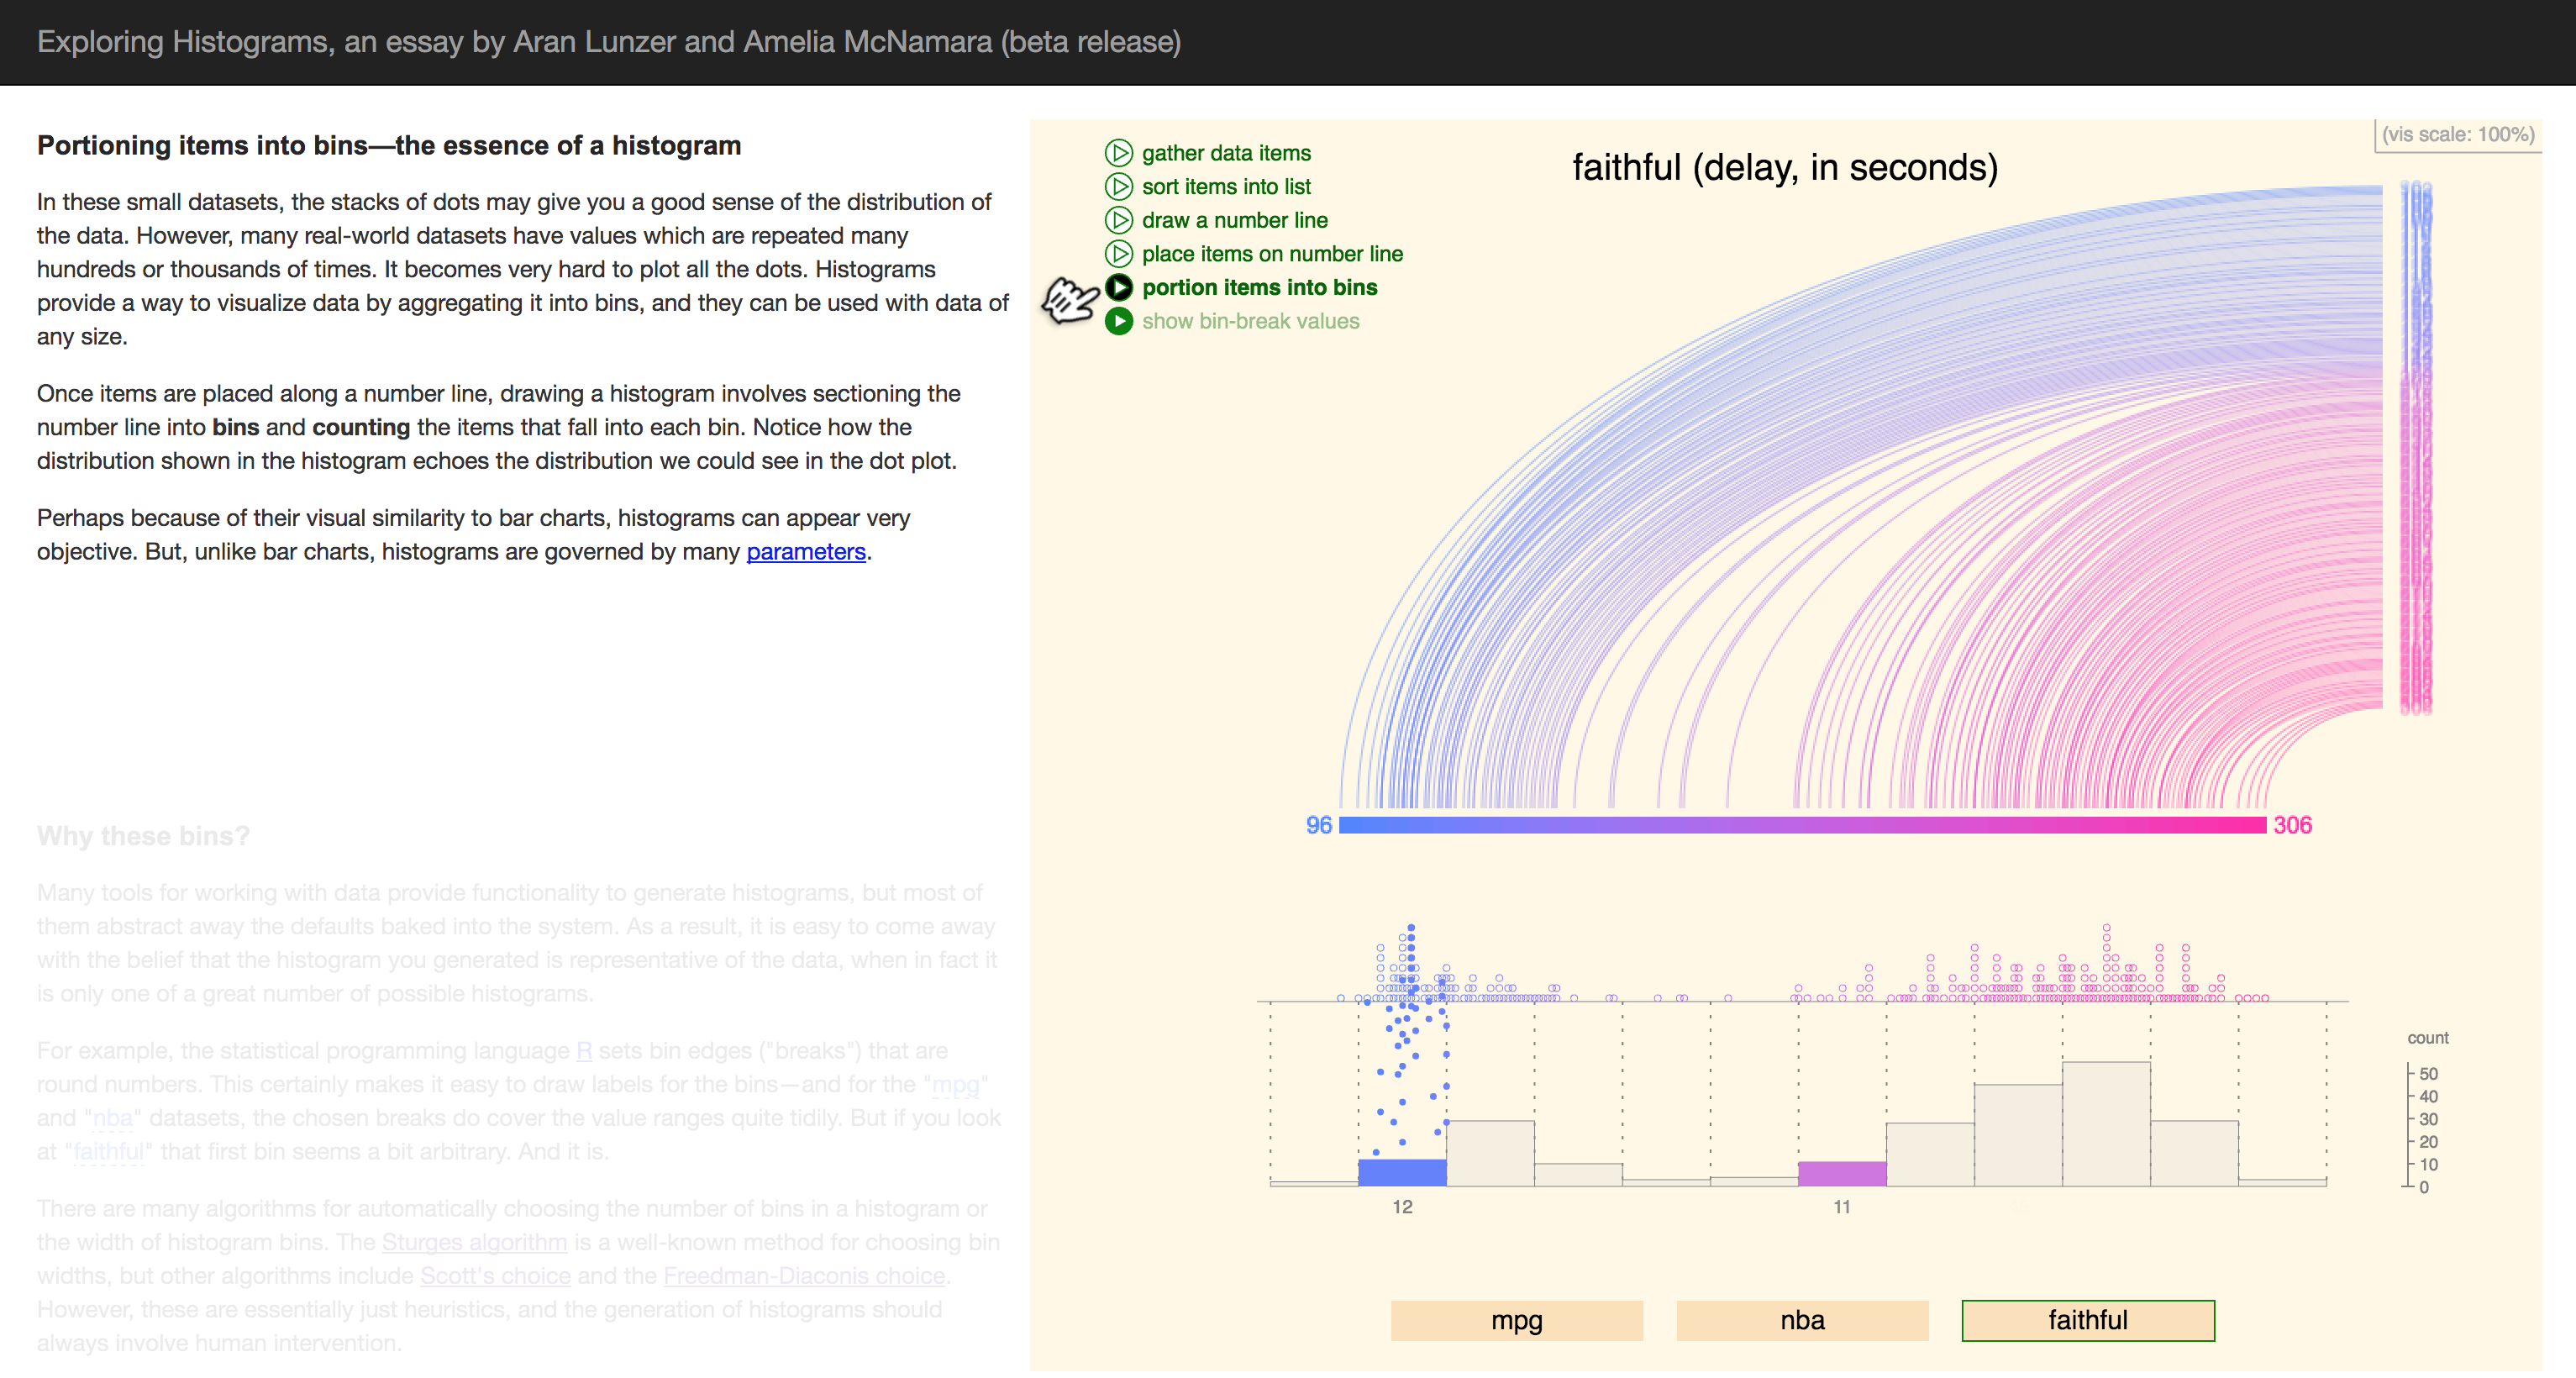 Exploring Histograms, an essay by Aran Lunzer and Amelia McNamara (beta release)
Portioning items into bins—the essence of a histogram
In these small datasets, the stacks of dots may give you a good sense of the distribution of
the data. However, many real-world datasets have values which are repeated many
hundreds or thousands of times. It becomes very hard to plot all the dots. Histograms
provide a way to visualize data by aggregating it into bins, and they can be used with data of
any size.
Once items are placed along a number line, drawing a histogram involves sectioning the
number line into bins and counting the items that fall into each bin. Notice how the
distribution shown in the histogram echoes the distribution we could see in the dot plot.
Perhaps because of their visual similarity to bar charts, histograms can appear very
objective. But, unlike bar charts, histograms are governed by many parameters.
Why these bins?
Many tools for working with data provide functionality to generate histograms, but most of
them abstract away the defaults baked into the system. As a result, it is easy to come away
with the belief that the histogram you generated is representative of the data, when in fact it
is only one of a great number of possible histograms.
For example, the statistical programming language R sets bin edges ("breaks") that are
round numbers. This certainly makes it easy to draw labels for the bins—and for the "mpg"
and "nba" datasets, the chosen breaks do cover the value ranges quite tidily. But if you look
at "faithful" that first bin seems a bit arbitrary. And it is.
There are many algorithms for automatically choosing the number of bins in a histogram or
the width of histogram bins. The Sturges algorithm is a well-known method for choosing bin
widths, but other algorithms include Scott's choice and the Freedman-Diaconis choice.
However, these are essentially just heuristics, and the generation of histograms should
always involve human intervention.
(vis scale: 100%)
faithful (delay, in seconds)
gather data items
sort items into list
draw a number line
place items on number line
portion items into bins
show bin-break values
96
306
count
50
40
30
20
10
0
12
11
mpg
nba
faithful